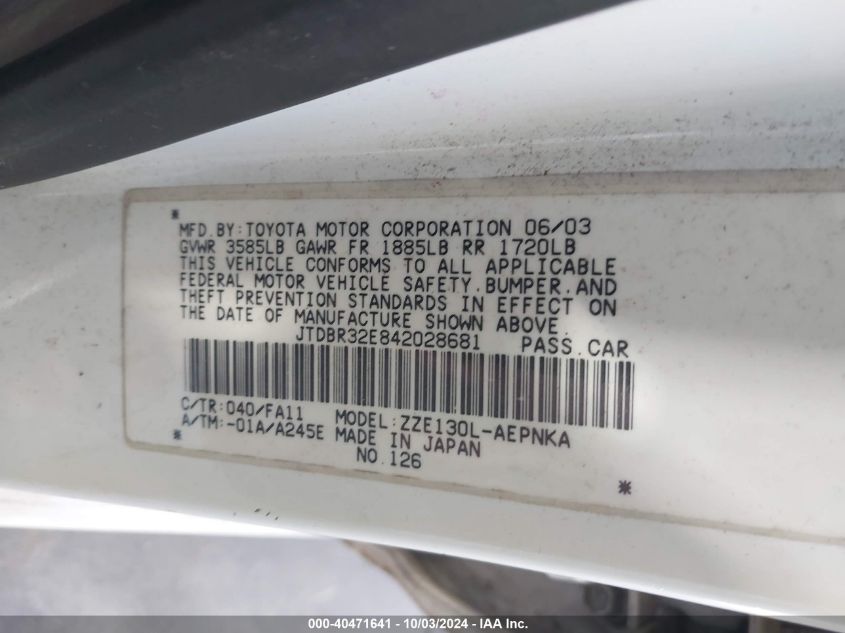 MFD.BY:TOYOTA MOTOR CORPORATION 06/03
GVWR 3585LB GAWR FR 1885LB RR 1720LB
THIS VEHICLE CONFORMS TO ALL APPLICABLE
FEDERAL MOTOR VEHICLE SAFETY.BUMPER.AND
THEFT PREVENTION STANDARDS IN EFFECT ON
THE DATE OF MANUFACTURE SHOWN ABOVE.
JTDBR32E842028681 PASS.CAR
C/TR:040/FA11 MODEL:ZZE130L-AEPNKA
A/TM:-01A/A245E MADE IN JAPAN
NO.126
000-40471641 - 10/03/2024 - IAA Inc.